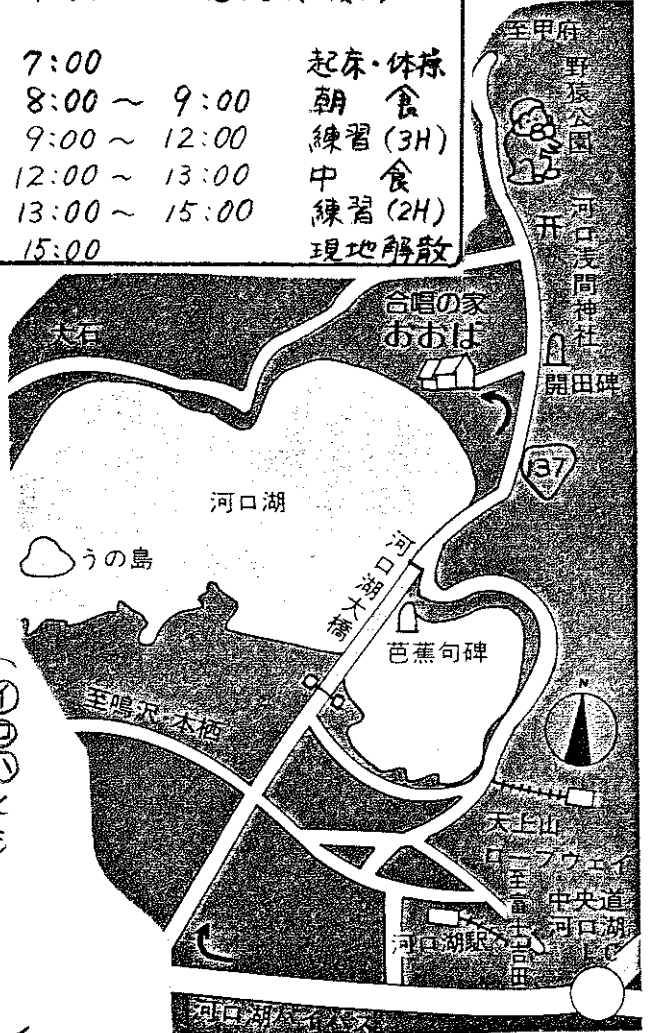 7:00 起床・体操
8:00 ~ 9:00 朝 食
9:00 ~ 12:00 練習 (3H)
12:00 ~ 13:00 中 食
13:00 ~ 15:00 練習 (2H)
15:00 現地解散
至甲府
野猿公園
河口浅間神社
大石
合唱の家
おおば
開田碑
137
河口湖
うの島
河口湖大橋
芭蕉句碑
至鳴沢・本栖
N
天上山
ロープウェイ
至富士吉田
中央道
河口湖
河口湖駅